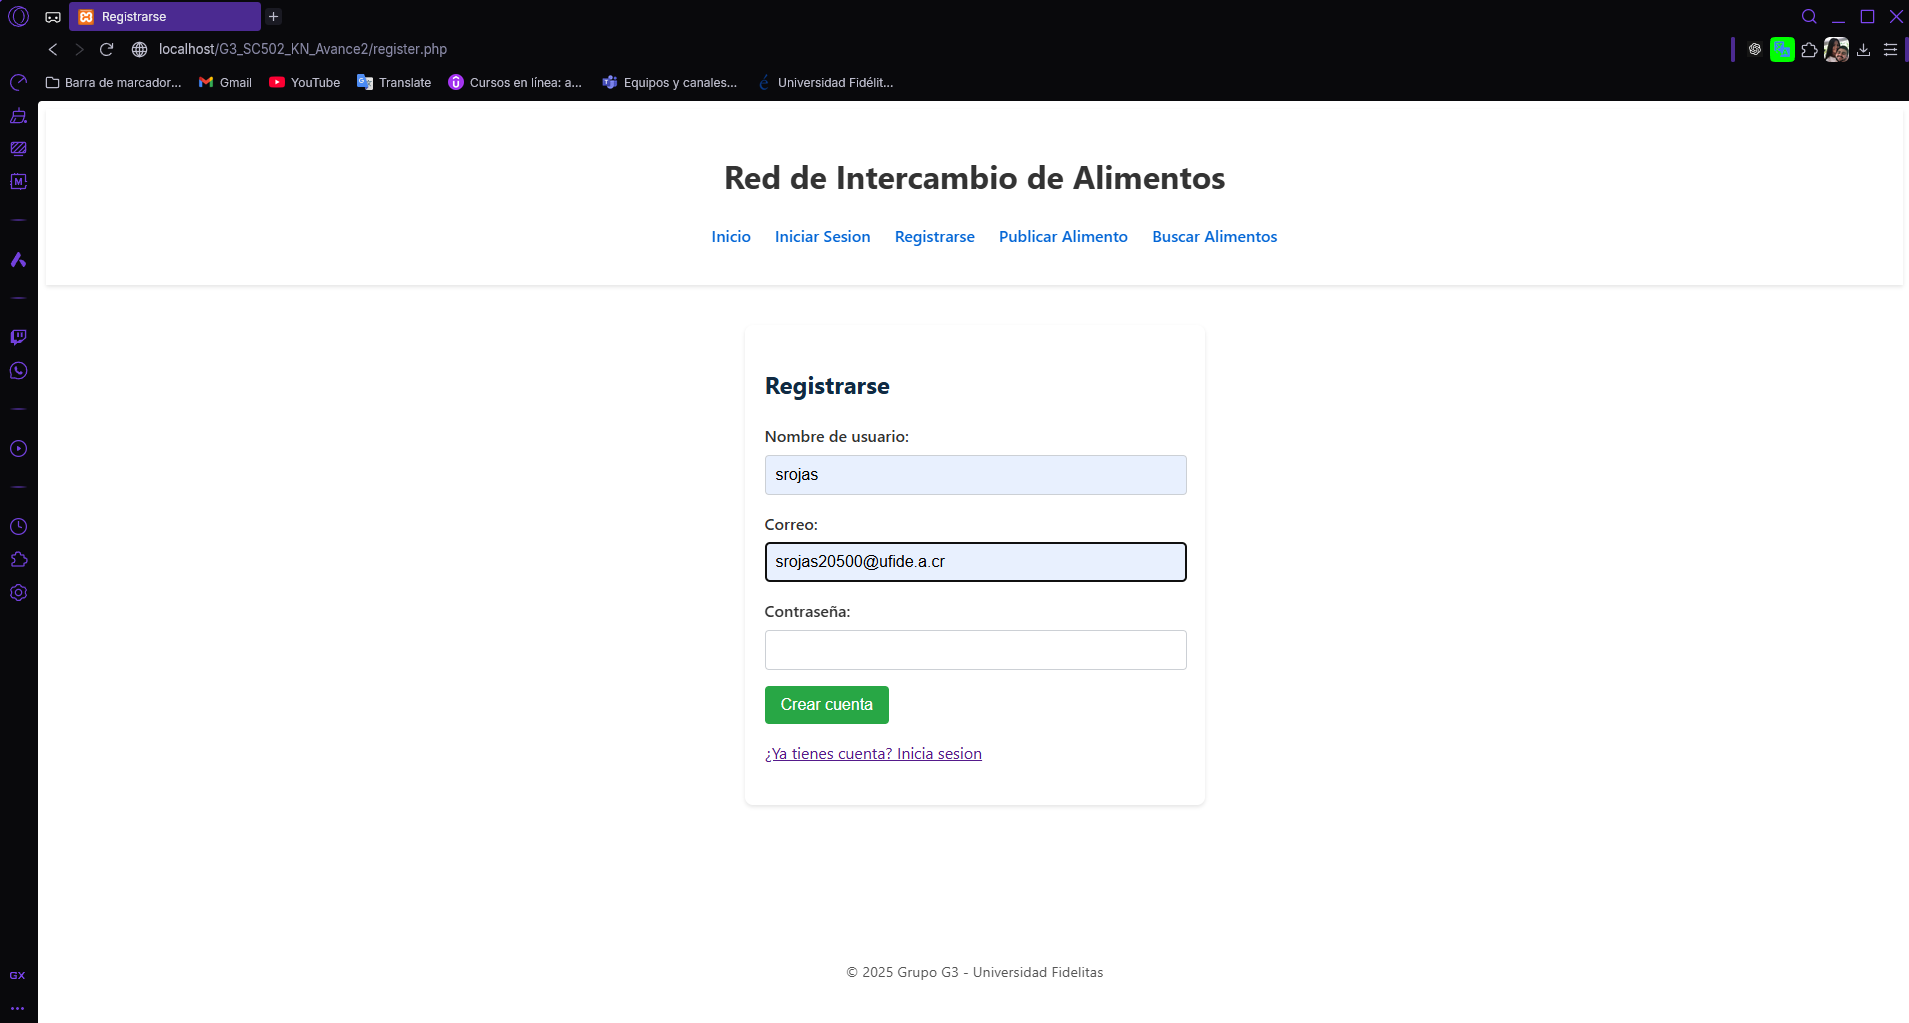 Registrarse
localhost/G3_SC502_KN_Avance2/register.php
Barra de marcador... Gmail YouTube Translate Cursos en línea: a... Equipos y canales... Universidad Fidélit...
Red de Intercambio de Alimentos
Inicio Iniciar Sesion Registrarse Publicar Alimento Buscar Alimentos
Registrarse
Nombre de usuario:
srojas
Correo:
srojas20500@ufide.a.cr
Contraseña:
Crear cuenta
¿Ya tienes cuenta? Inicia sesion
© 2025 Grupo G3 - Universidad Fidelitas
GX